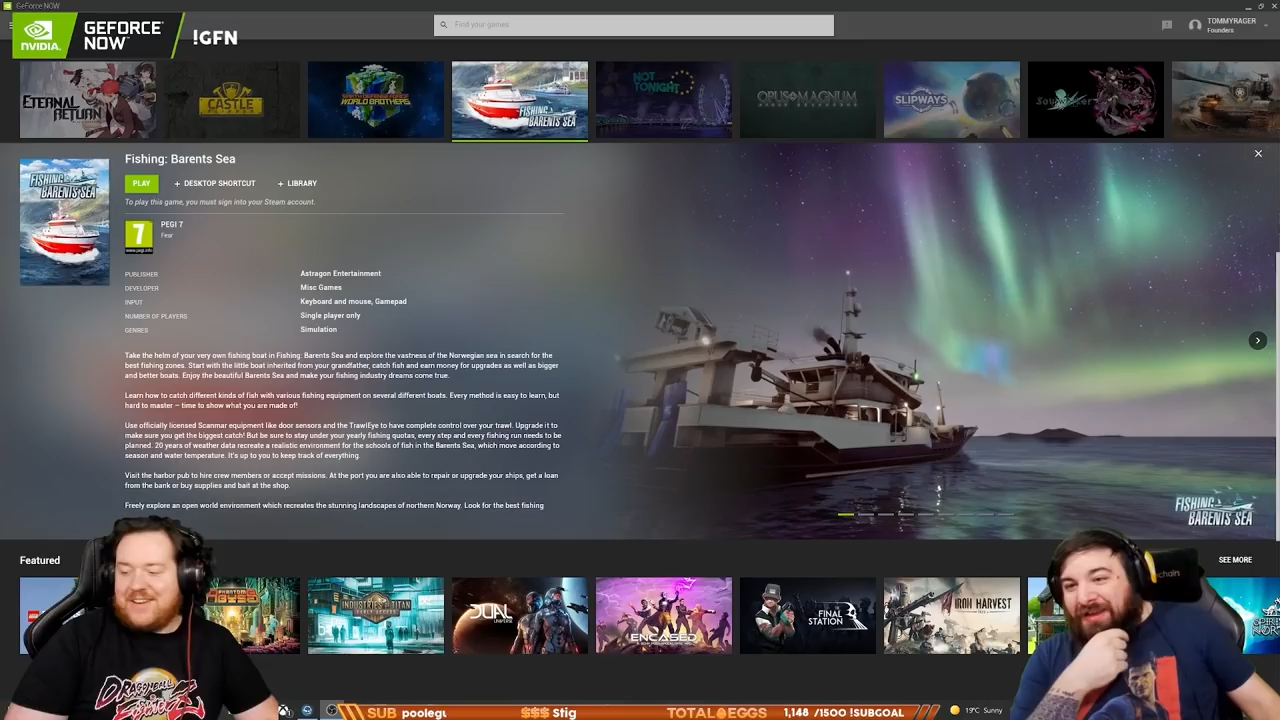 GeForce NOW
NVIDIA.
GEFORCE
NOW
!GFN
Find your games
TOMMYRAGER
Founders
ETERNAL
RETURN
CASTLE
WORLD BROTHERS
FISHING
BARENTS SEA
NOT
TONIGHT
OPUS MAGNUM
SLIPWAYS
Fishing: Barents Sea
FISHING
BARENTS SEA
PLAY
+ DESKTOP SHORTCUT
+ LIBRARY
To play this game, you must sign into your Steam account.
7
www.pegi.info
PEGI 7
Fear
PUBLISHER Astragon Entertainment
DEVELOPER Misc Games
INPUT Keyboard and mouse, Gamepad
NUMBER OF PLAYERS Single player only
GENRES Simulation
Take the helm of your very own fishing boat in Fishing: Barents Sea and explore the vastness of the Norwegian sea in search for the
best fishing zones. Start with the little boat inherited from your grandfather, catch fish and earn money for upgrades as well as bigger
and better boats. Enjoy the beautiful Barents Sea and make your fishing industry dreams come true.
Learn how to catch different kinds of fish with various fishing equipment on several different boats. Every method is easy to learn, but
hard to master – time to show what you are made of!
Use officially licensed Scanmar equipment like door sensors and the TrawlEye to have complete control over your trawl. Upgrade it to
make sure you get the biggest catch! But be sure to stay under your yearly fishing quotas, every step and every fishing run needs to be
planned. 20 years of weather data recreate a realistic environment for the schools of fish in the Barents Sea, which move according to
season and water temperature. It's up to you to keep track of everything.
Visit the harbor pub to hire crew members or accept missions. At the port you are also able to repair or upgrade your ships, get a loan
from the bank or buy supplies and bait at the shop.
Freely explore an open world environment which recreates the stunning landscapes of northern Norway. Look for the best fishing
FISHING
BARENTS SEA
Featured
SEE MORE
PHANTOM
ABYSS
INDUSTRIES OF TITAN
DUAL
UNIVERSE
ENCASED
THE FINAL
STATION
IRON HARVEST
DRAGONBALL
FighterZ
SUB poolegu
$$$ Stig
TOTAL EGGS
1,148 /1500 !SUBGOAL
19°C Sunny